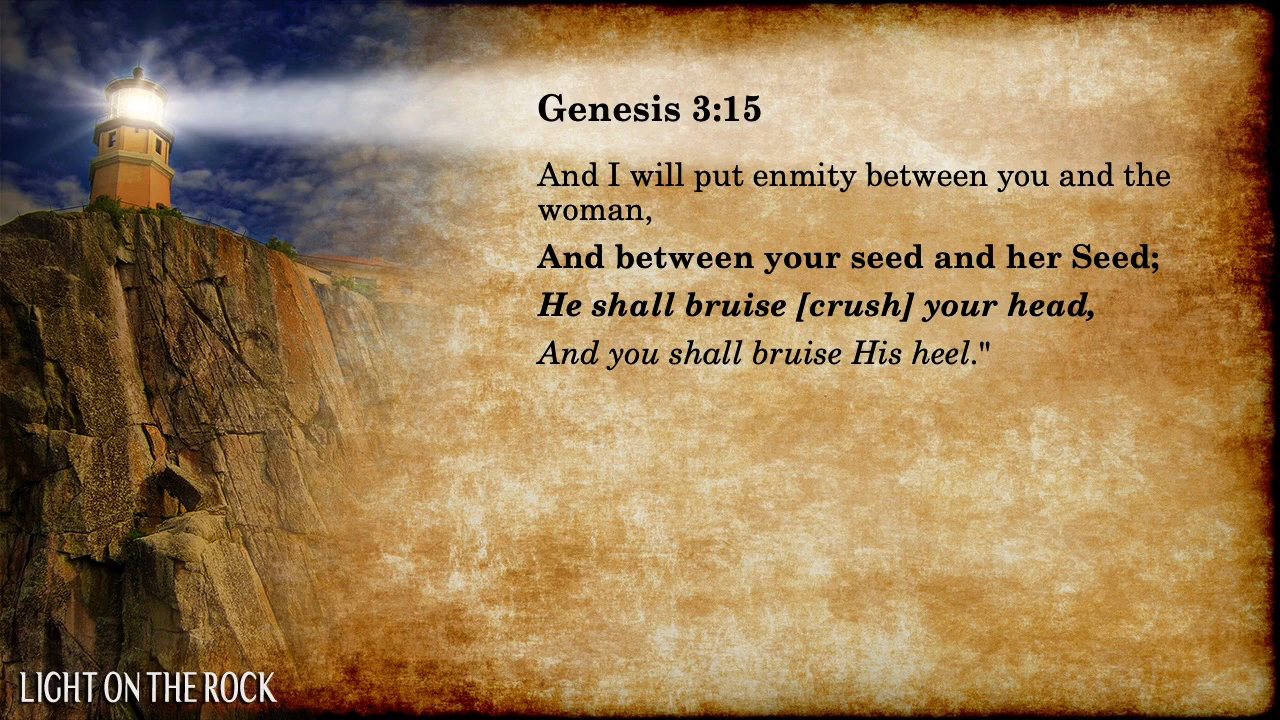 Genesis 3:15
And I will put enmity between you and the
woman,
And between your seed and her Seed;
He shall bruise [crush] your head,
And you shall bruise His heel."
LIGHT ON THE ROCK